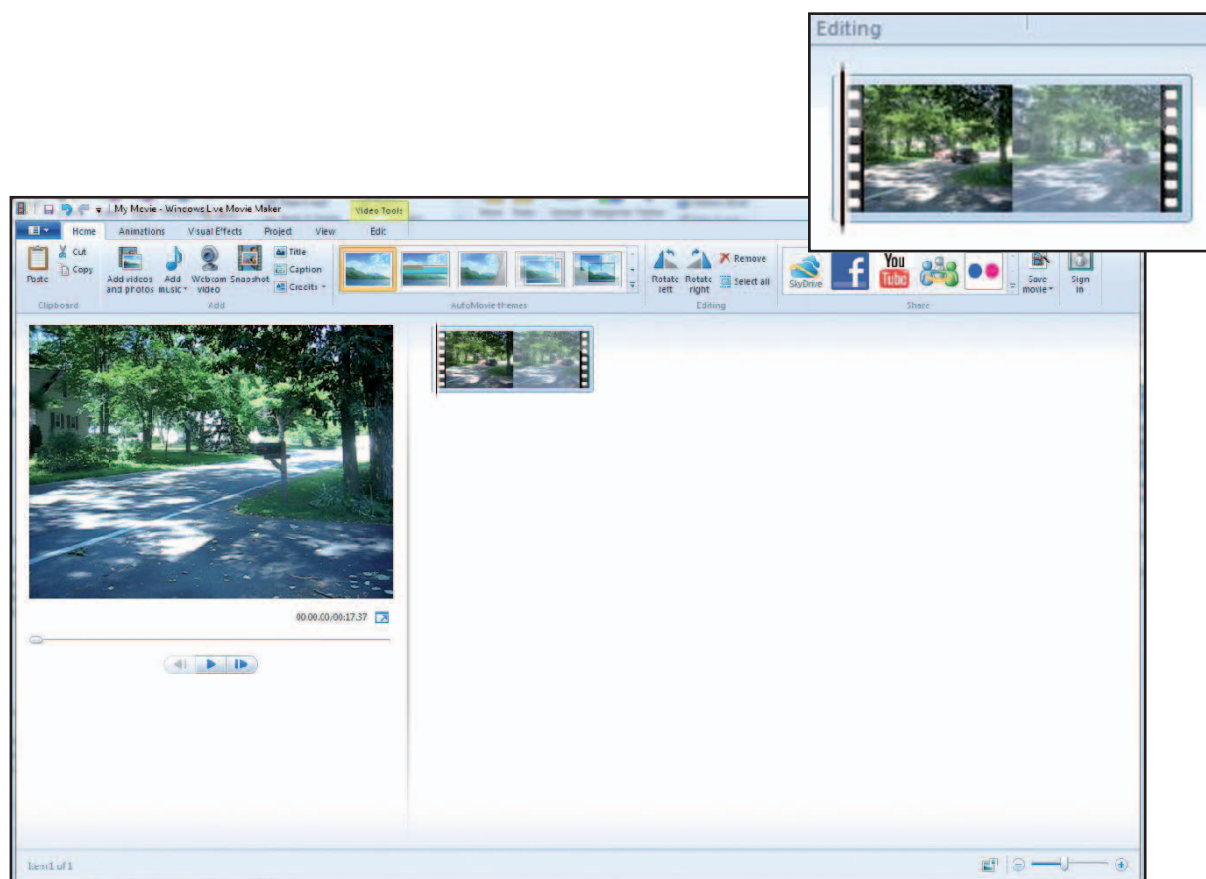 Editing
My Movie - Windows Live Movie Maker
Video Tools
Home Animations Visual Effects Project View Edit
Paste
Cut
Copy
Clipboard
Add videos and photos
Add music
Webcam video
Snapshot
Title
Caption
Credits
Add
AutoMovie themes
Rotate left
Rotate right
Remove
Select all
Editing
SkyDrive
f
You
Tube
Share
Save movie
Sign in
00:00.00/00:17.37
Item 1 of 1